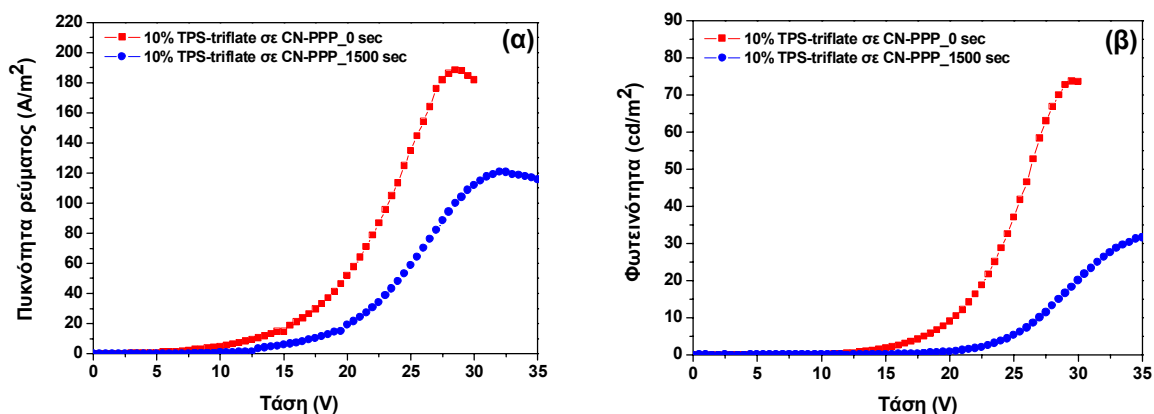 (α)
10% TPS-triflate σε CN-PPP_0 sec
10% TPS-triflate σε CN-PPP_1500 sec
Πυκνότητα ρεύματος (A/m²)
220
200
180
160
140
120
100
80
60
40
20
0
0 5 10 15 20 25 30 35
Τάση (V)
(β)
10% TPS-triflate σε CN-PPP_0 sec
10% TPS-triflate σε CN-PPP_1500 sec
Φωτεινότητα (cd/m²)
90
80
70
60
50
40
30
20
10
0
0 5 10 15 20 25 30 35
Τάση (V)